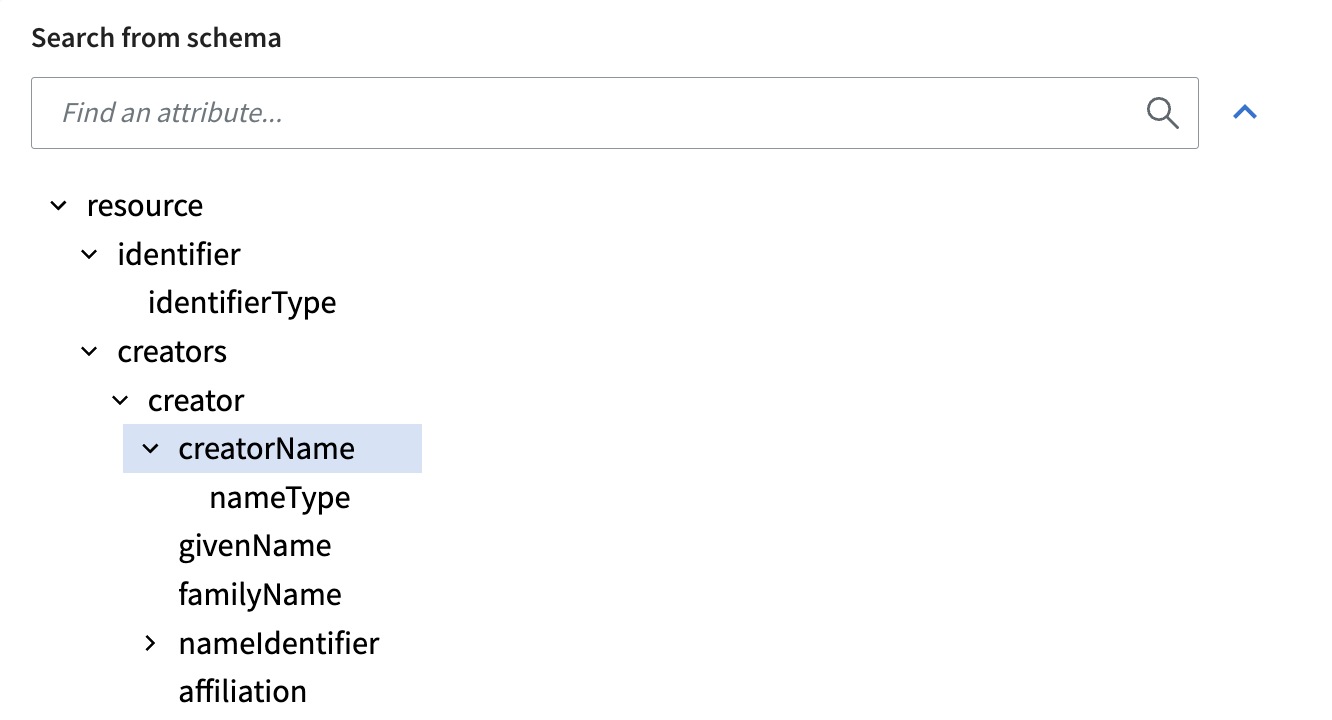 Search from schema
Find an attribute...
resource
identifier
identifierType
creators
creator
creatorName
nameType
givenName
familyName
nameIdentifier
affiliation